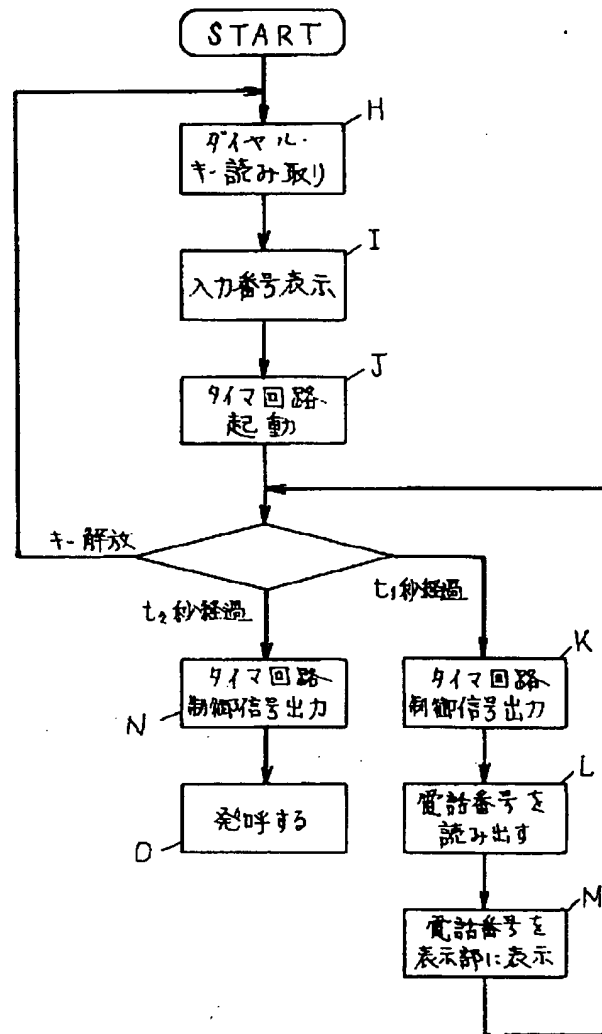 START
H
ダイヤル・
キー読み取り
I
入力番号表示
J
タイマ回路
起動
キー解放
t₁秒経過
t₂秒経過
K
タイマ回路
制御信号出力
タイマ回路
制御信号出力
N
L
電話番号を
読み出す
発呼する
O
M
電話番号を
表示部に表示